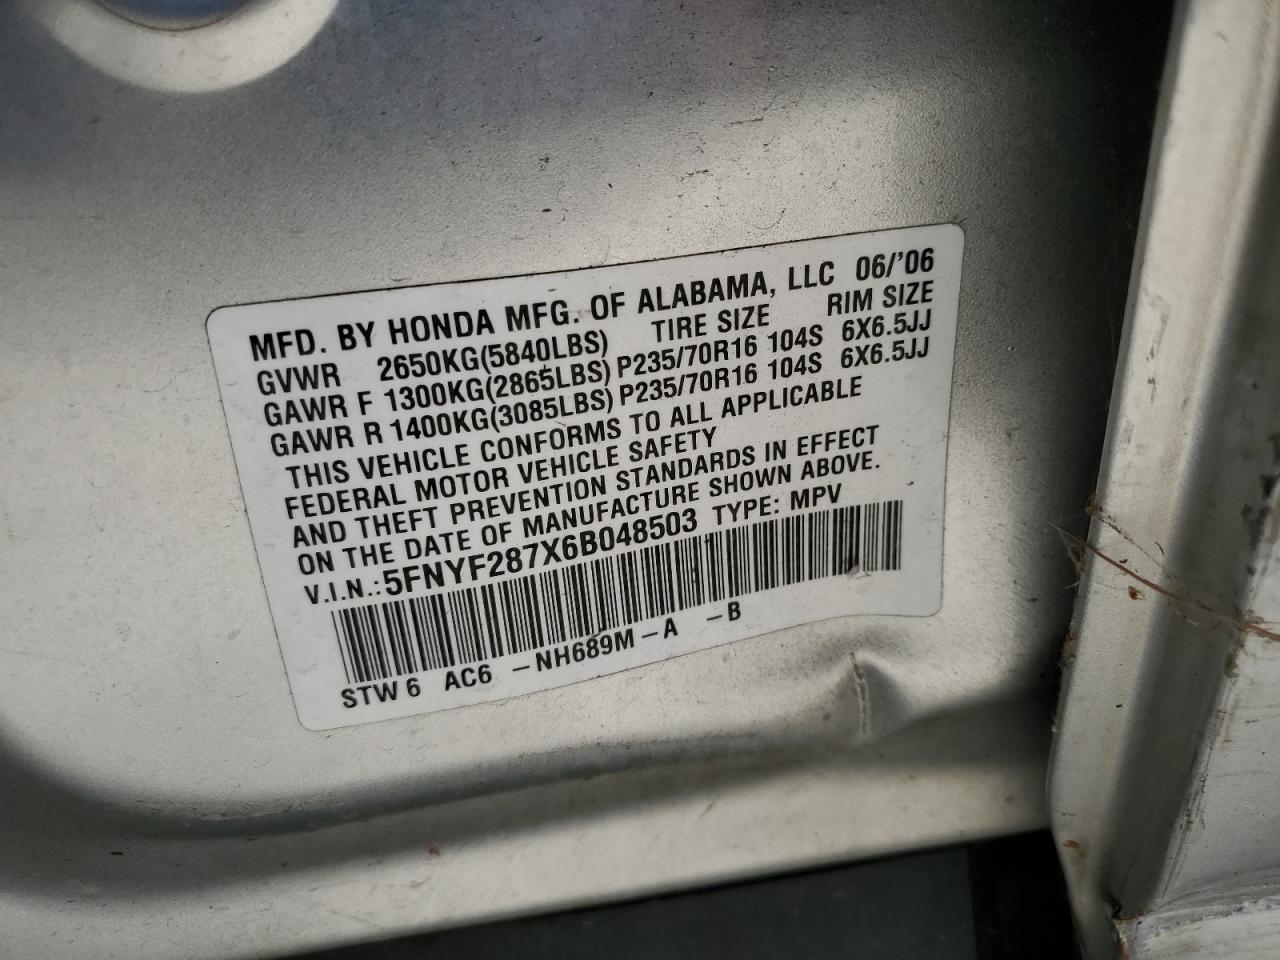 MFD. BY HONDA MFG. OF ALABAMA, LLC 06/'06
GVWR 2650KG(5840LBS) TIRE SIZE RIM SIZE
GAWR F 1300KG(2865LBS) P235/70R16 104S 6X6.5JJ
GAWR R 1400KG(3085LBS) P235/70R16 104S 6X6.5JJ
THIS VEHICLE CONFORMS TO ALL APPLICABLE
FEDERAL MOTOR VEHICLE SAFETY
AND THEFT PREVENTION STANDARDS IN EFFECT
ON THE DATE OF MANUFACTURE SHOWN ABOVE.
V.I.N.: 5FNYF287X6B048503 TYPE: MPV
STW 6 AC6 -NH689M-A -B